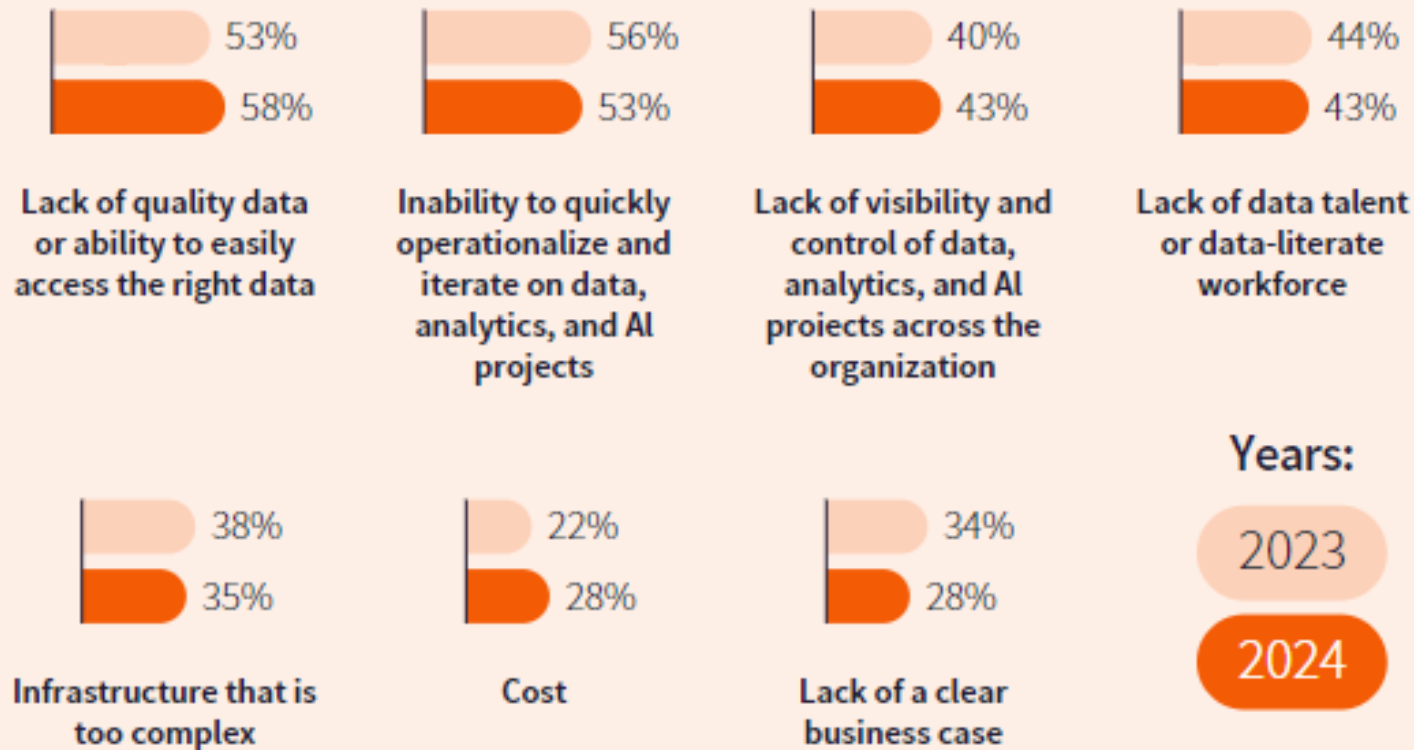 53%
58%
Lack of quality data
or ability to easily
access the right data
56%
53%
Inability to quickly
operationalize and
iterate on data,
analytics, and AI
projects
40%
43%
Lack of visibility and
control of data,
analytics, and AI
proiects across the
organization
44%
43%
Lack of data talent
or data-literate
workforce
38%
35%
Infrastructure that is
too complex
22%
28%
Cost
34%
28%
Lack of a clear
business case
Years:
2023
2024